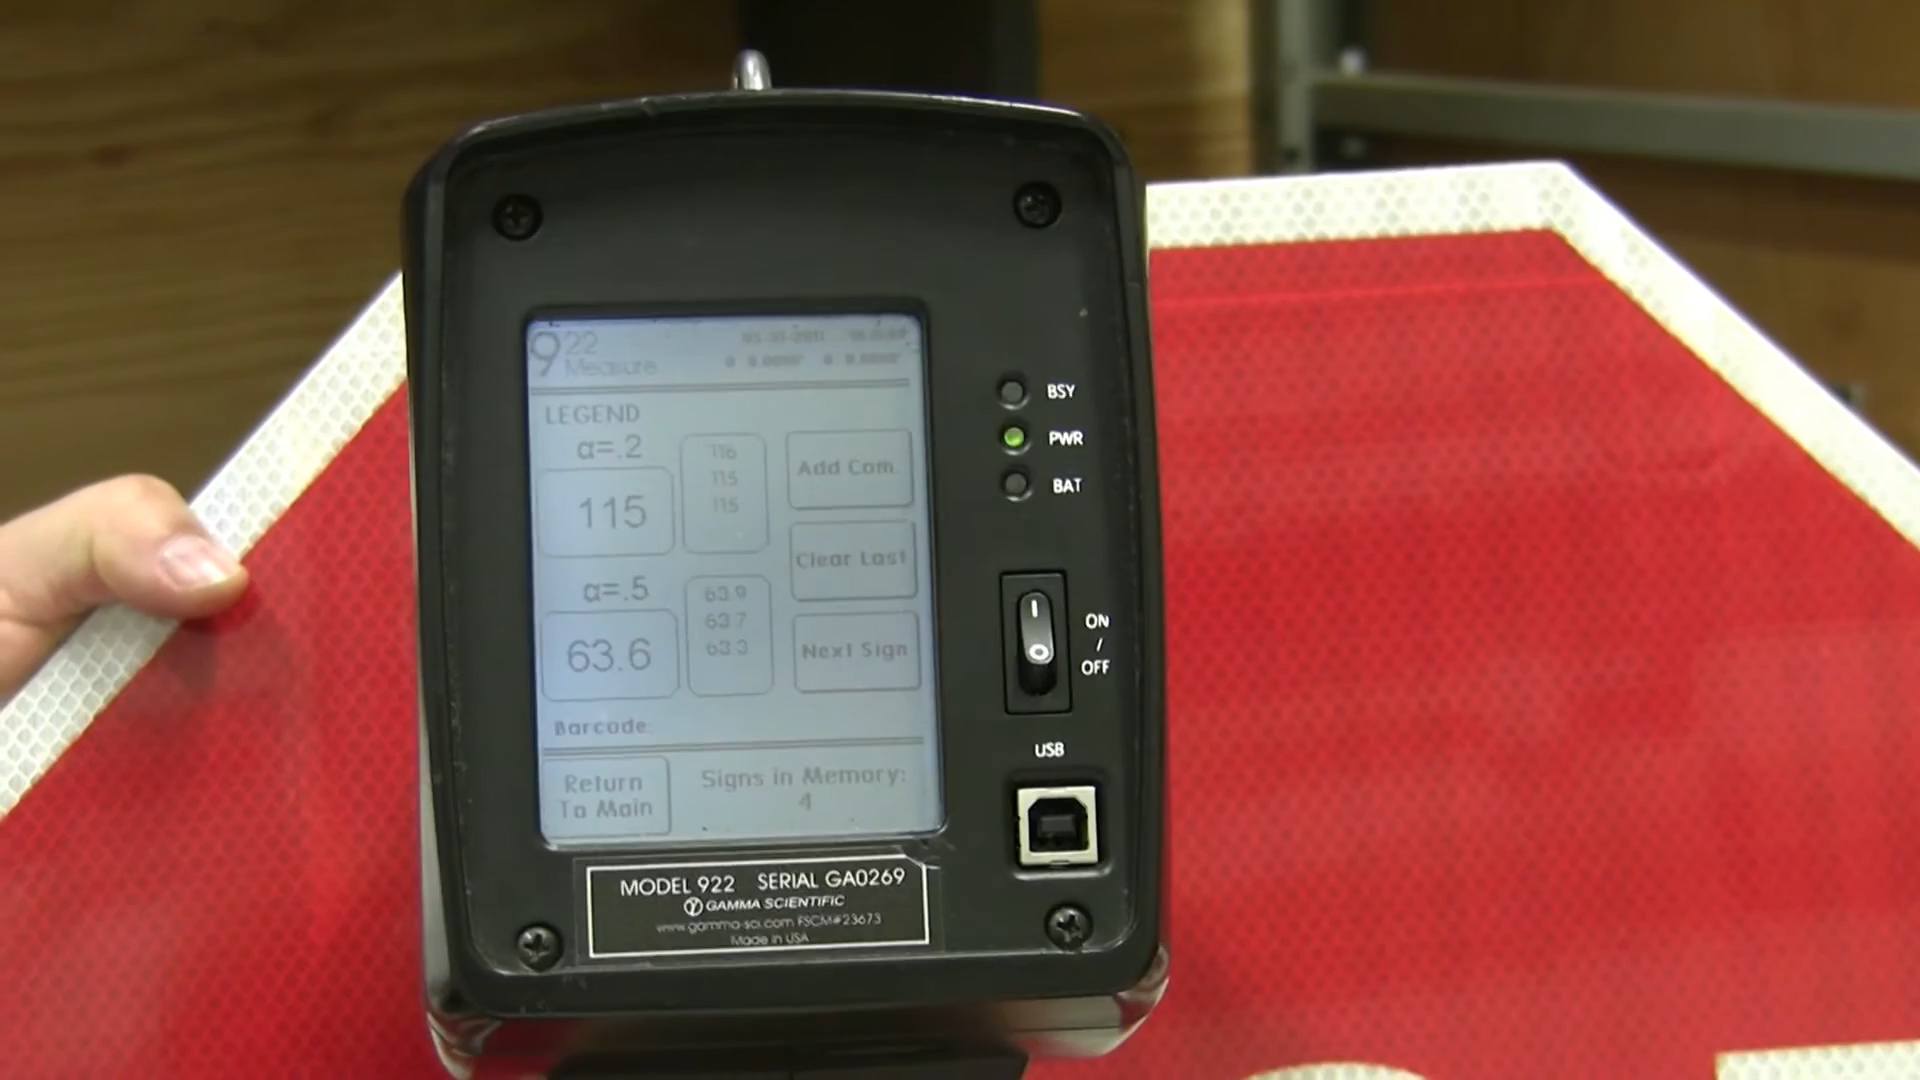 922
Measure
LEGEND
α=.2
115
116
115
115
Add Com.
α=.5
63.6
63.9
63.7
63.3
Clear Last
Next Sign
Barcode:
Return
To Main
Signs in Memory:
4
BSY
PWR
BAT
ON
/
OFF
USB
MODEL 922 SERIAL GA0269
GAMMA SCIENTIFIC
www.gamma-sci.com FSCM#23673
Made in USA